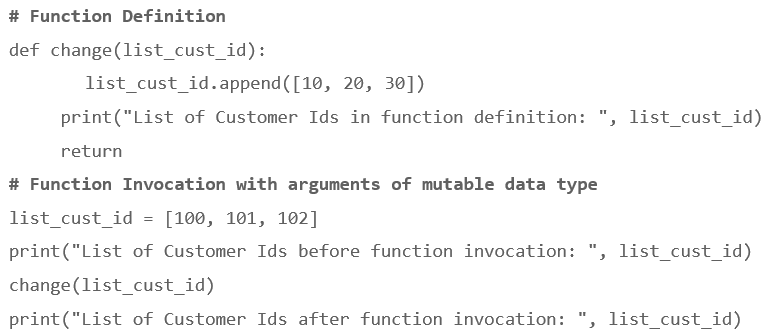 # Function Definition
def change(list_cust_id):
list_cust_id.append([10, 20, 30])
print("List of Customer Ids in function definition: ", list_cust_id)
return
# Function Invocation with arguments of mutable data type
list_cust_id = [100, 101, 102]
print("List of Customer Ids before function invocation: ", list_cust_id)
change(list_cust_id)
print("List of Customer Ids after function invocation: ", list_cust_id)